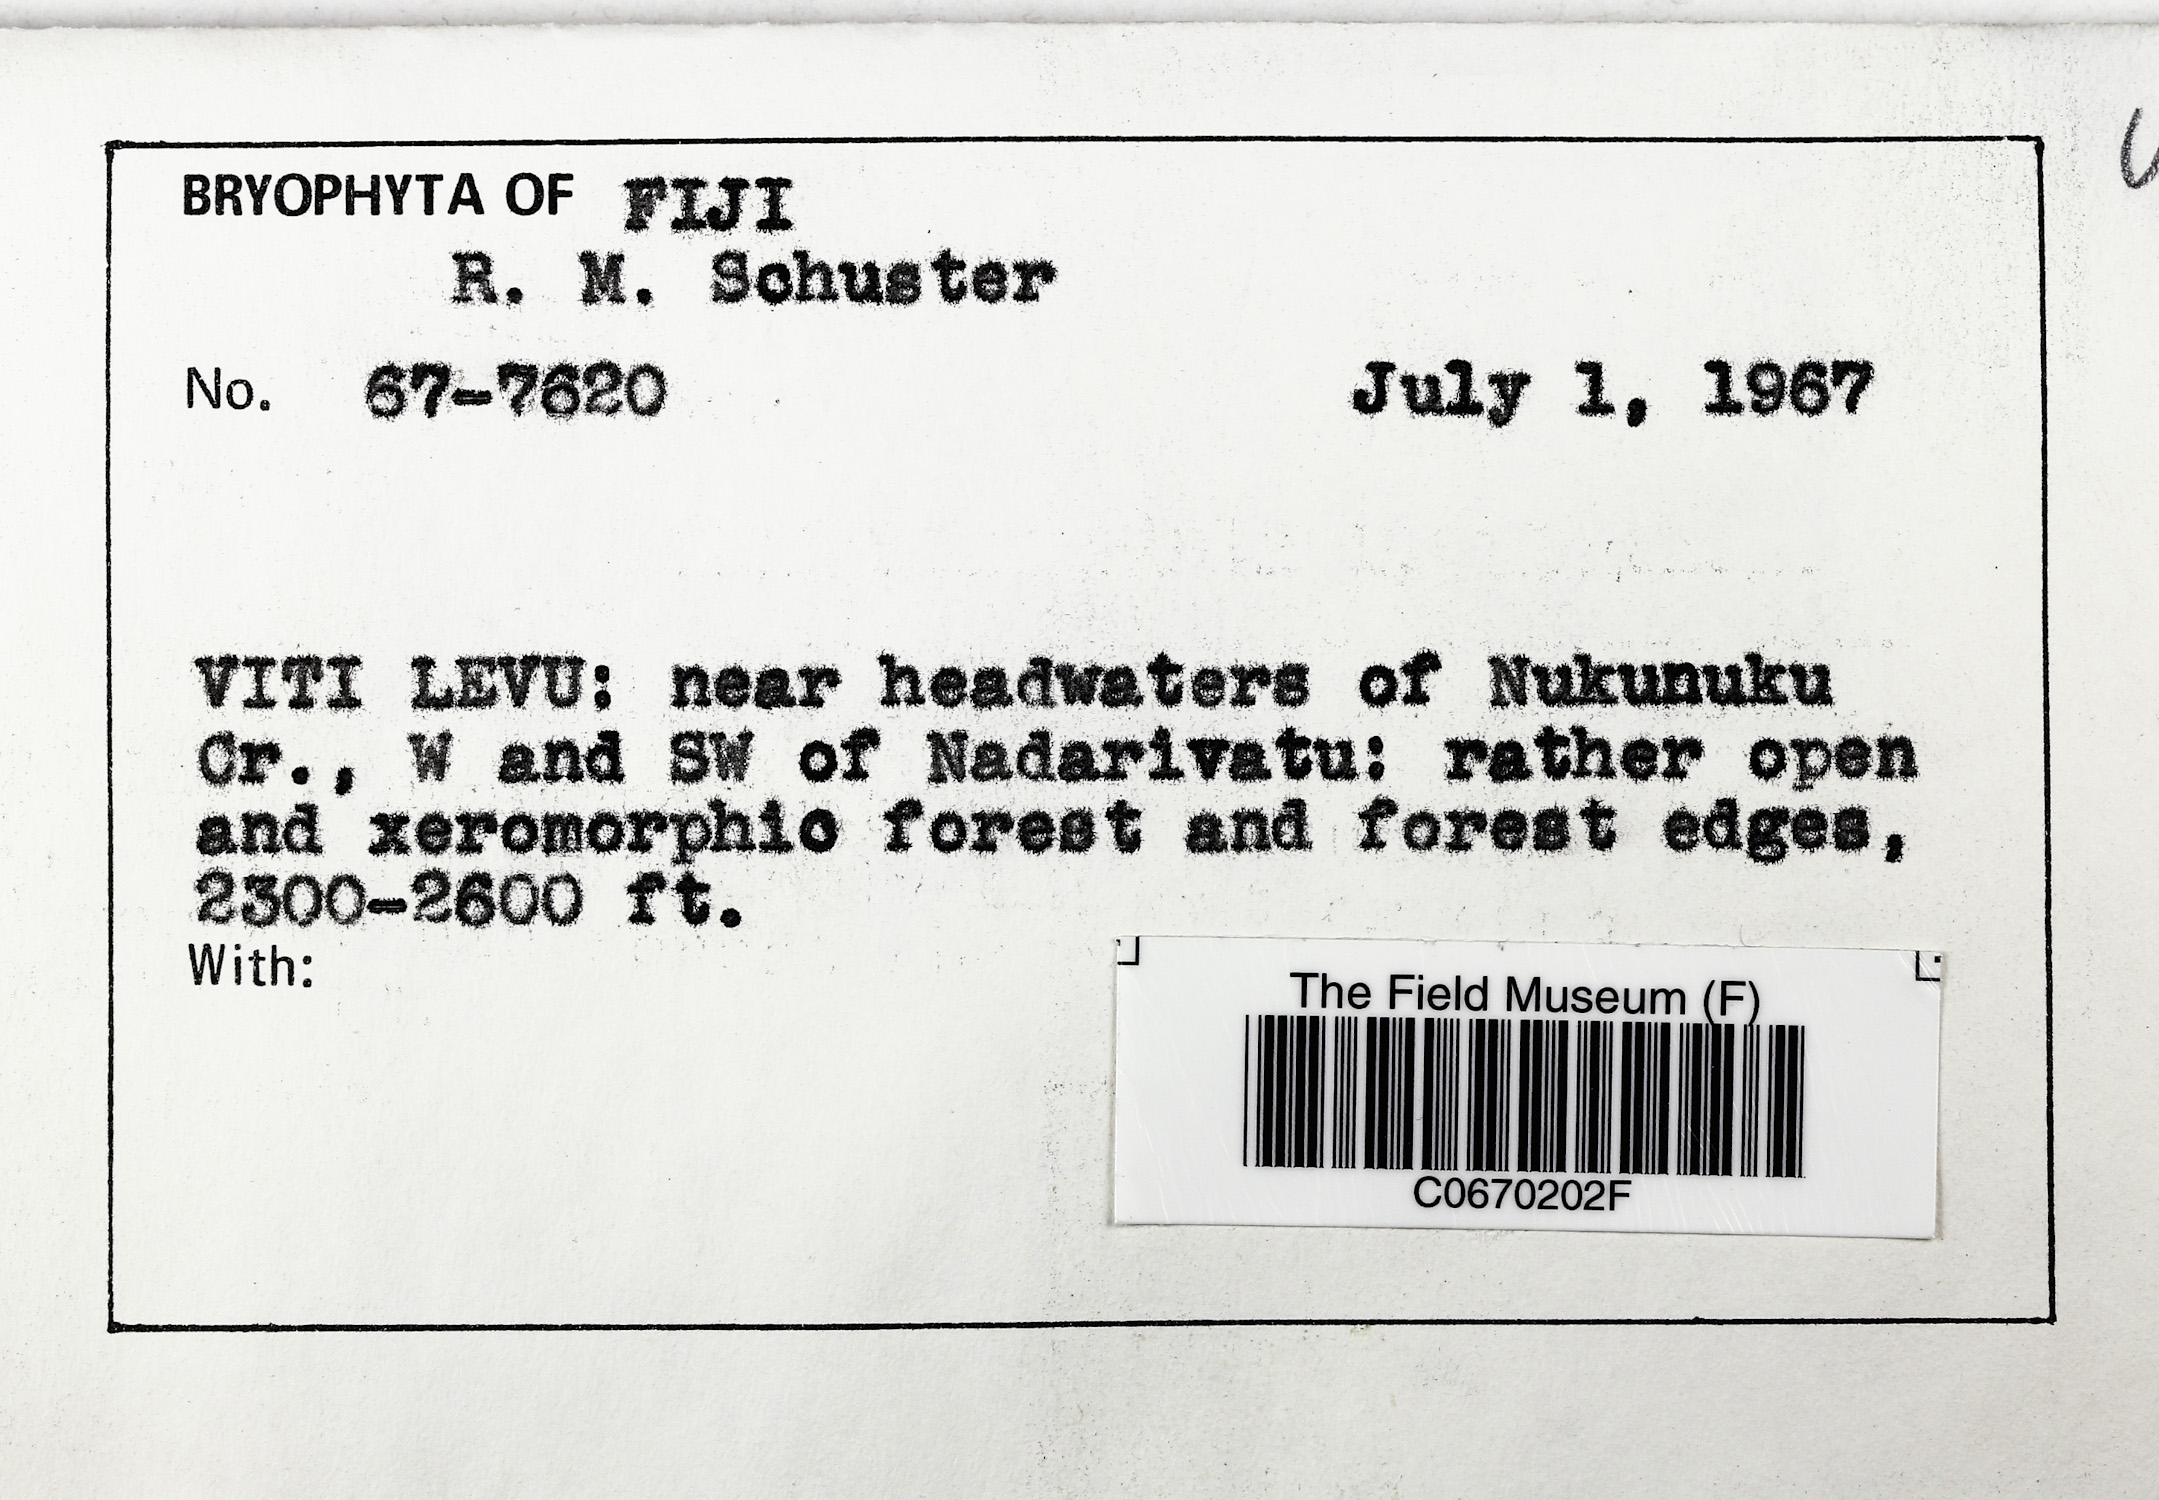 BRYOPHYTA OF FIJI
R. M. Schuster
No. 67-7620 July 1, 1967
VITI LEVU: near headwaters of Nukunuku
Cr., W and SW of Nadarivatu: rather open
and xeromorphic forest and forest edges,
2300-2600 ft.
With:
The Field Museum (F)
C0670202F